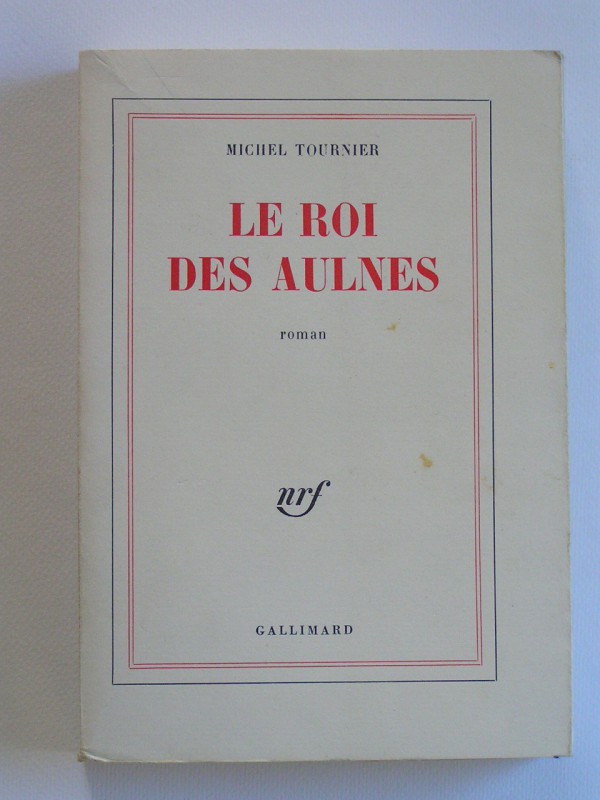 MICHEL TOURNIER
LE ROI
DES AULNES
roman
nrf
GALLIMARD